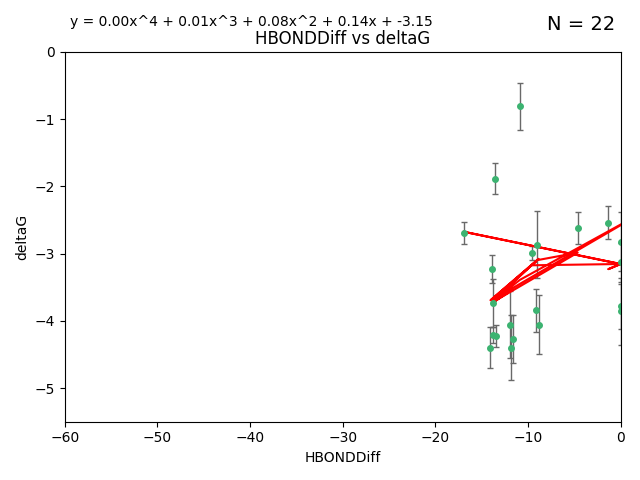 y = 0.00x^4 + 0.01x^3 + 0.08x^2 + 0.14x + -3.15
N = 22
HBONDDiff vs deltaG
0
−1
−2
−3
−4
−5
deltaG
−60 −50 −40 −30 −20 −10 0
HBONDDiff